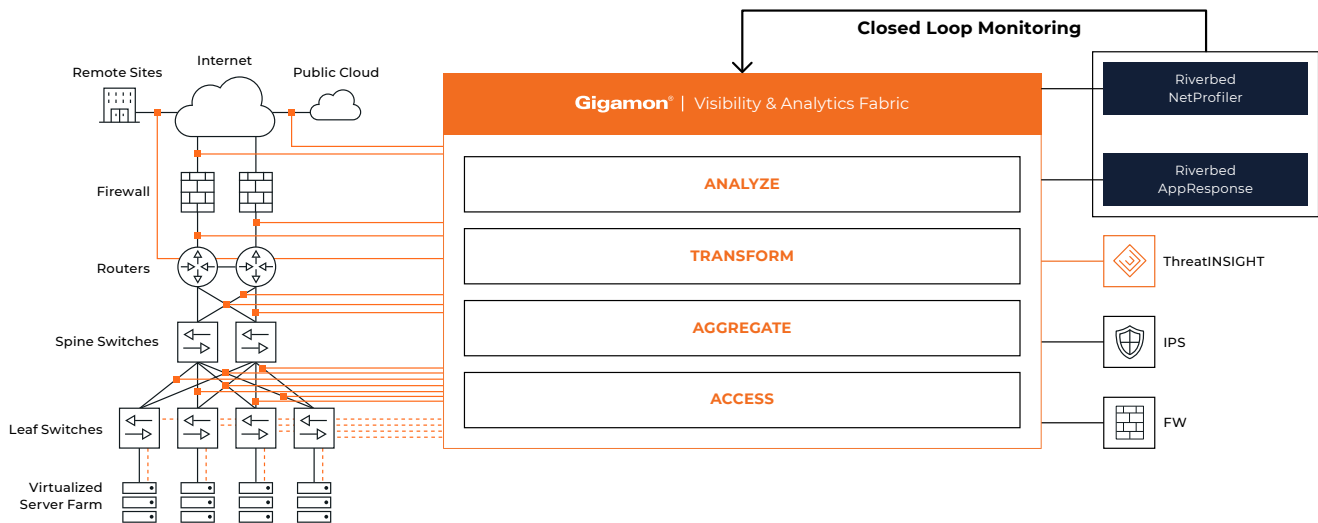 Closed Loop Monitoring
Internet
Remote Sites
Public Cloud
Gigamon® | Visibility & Analytics Fabric
Riverbed
NetProfiler
Firewall
ANALYZE
Riverbed
AppResponse
Routers
TRANSFORM
ThreatINSIGHT
Spine Switches
AGGREGATE
IPS
Leaf Switches
ACCESS
FW
Virtualized
Server Farm